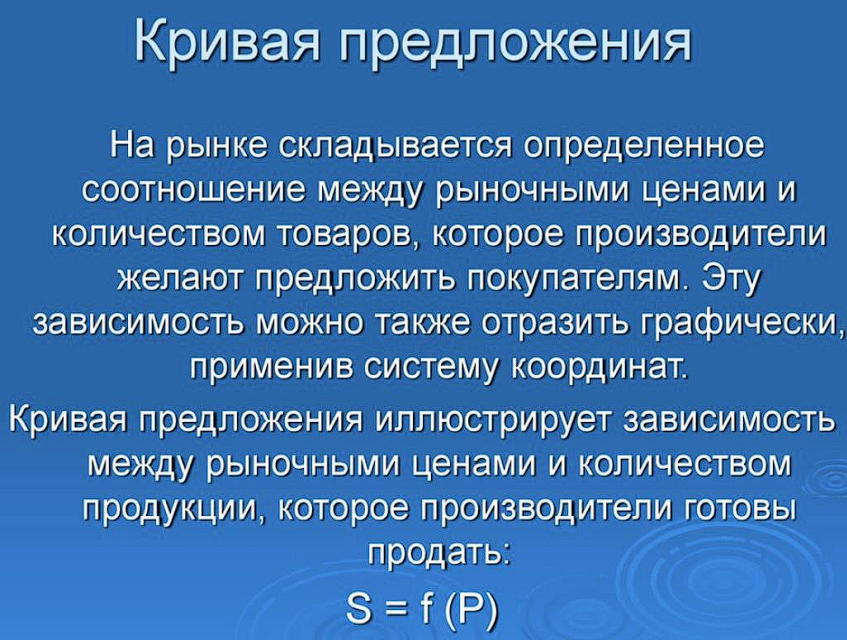 Кривая предложения
На рынке складывается определенное
соотношение между рыночными ценами и
количеством товаров, которое производители
желают предложить покупателям. Эту
зависимость можно также отразить графически,
применив систему координат.
Кривая предложения иллюстрирует зависимость
между рыночными ценами и количеством
продукции, которое производители готовы
продать:
S = f (P)